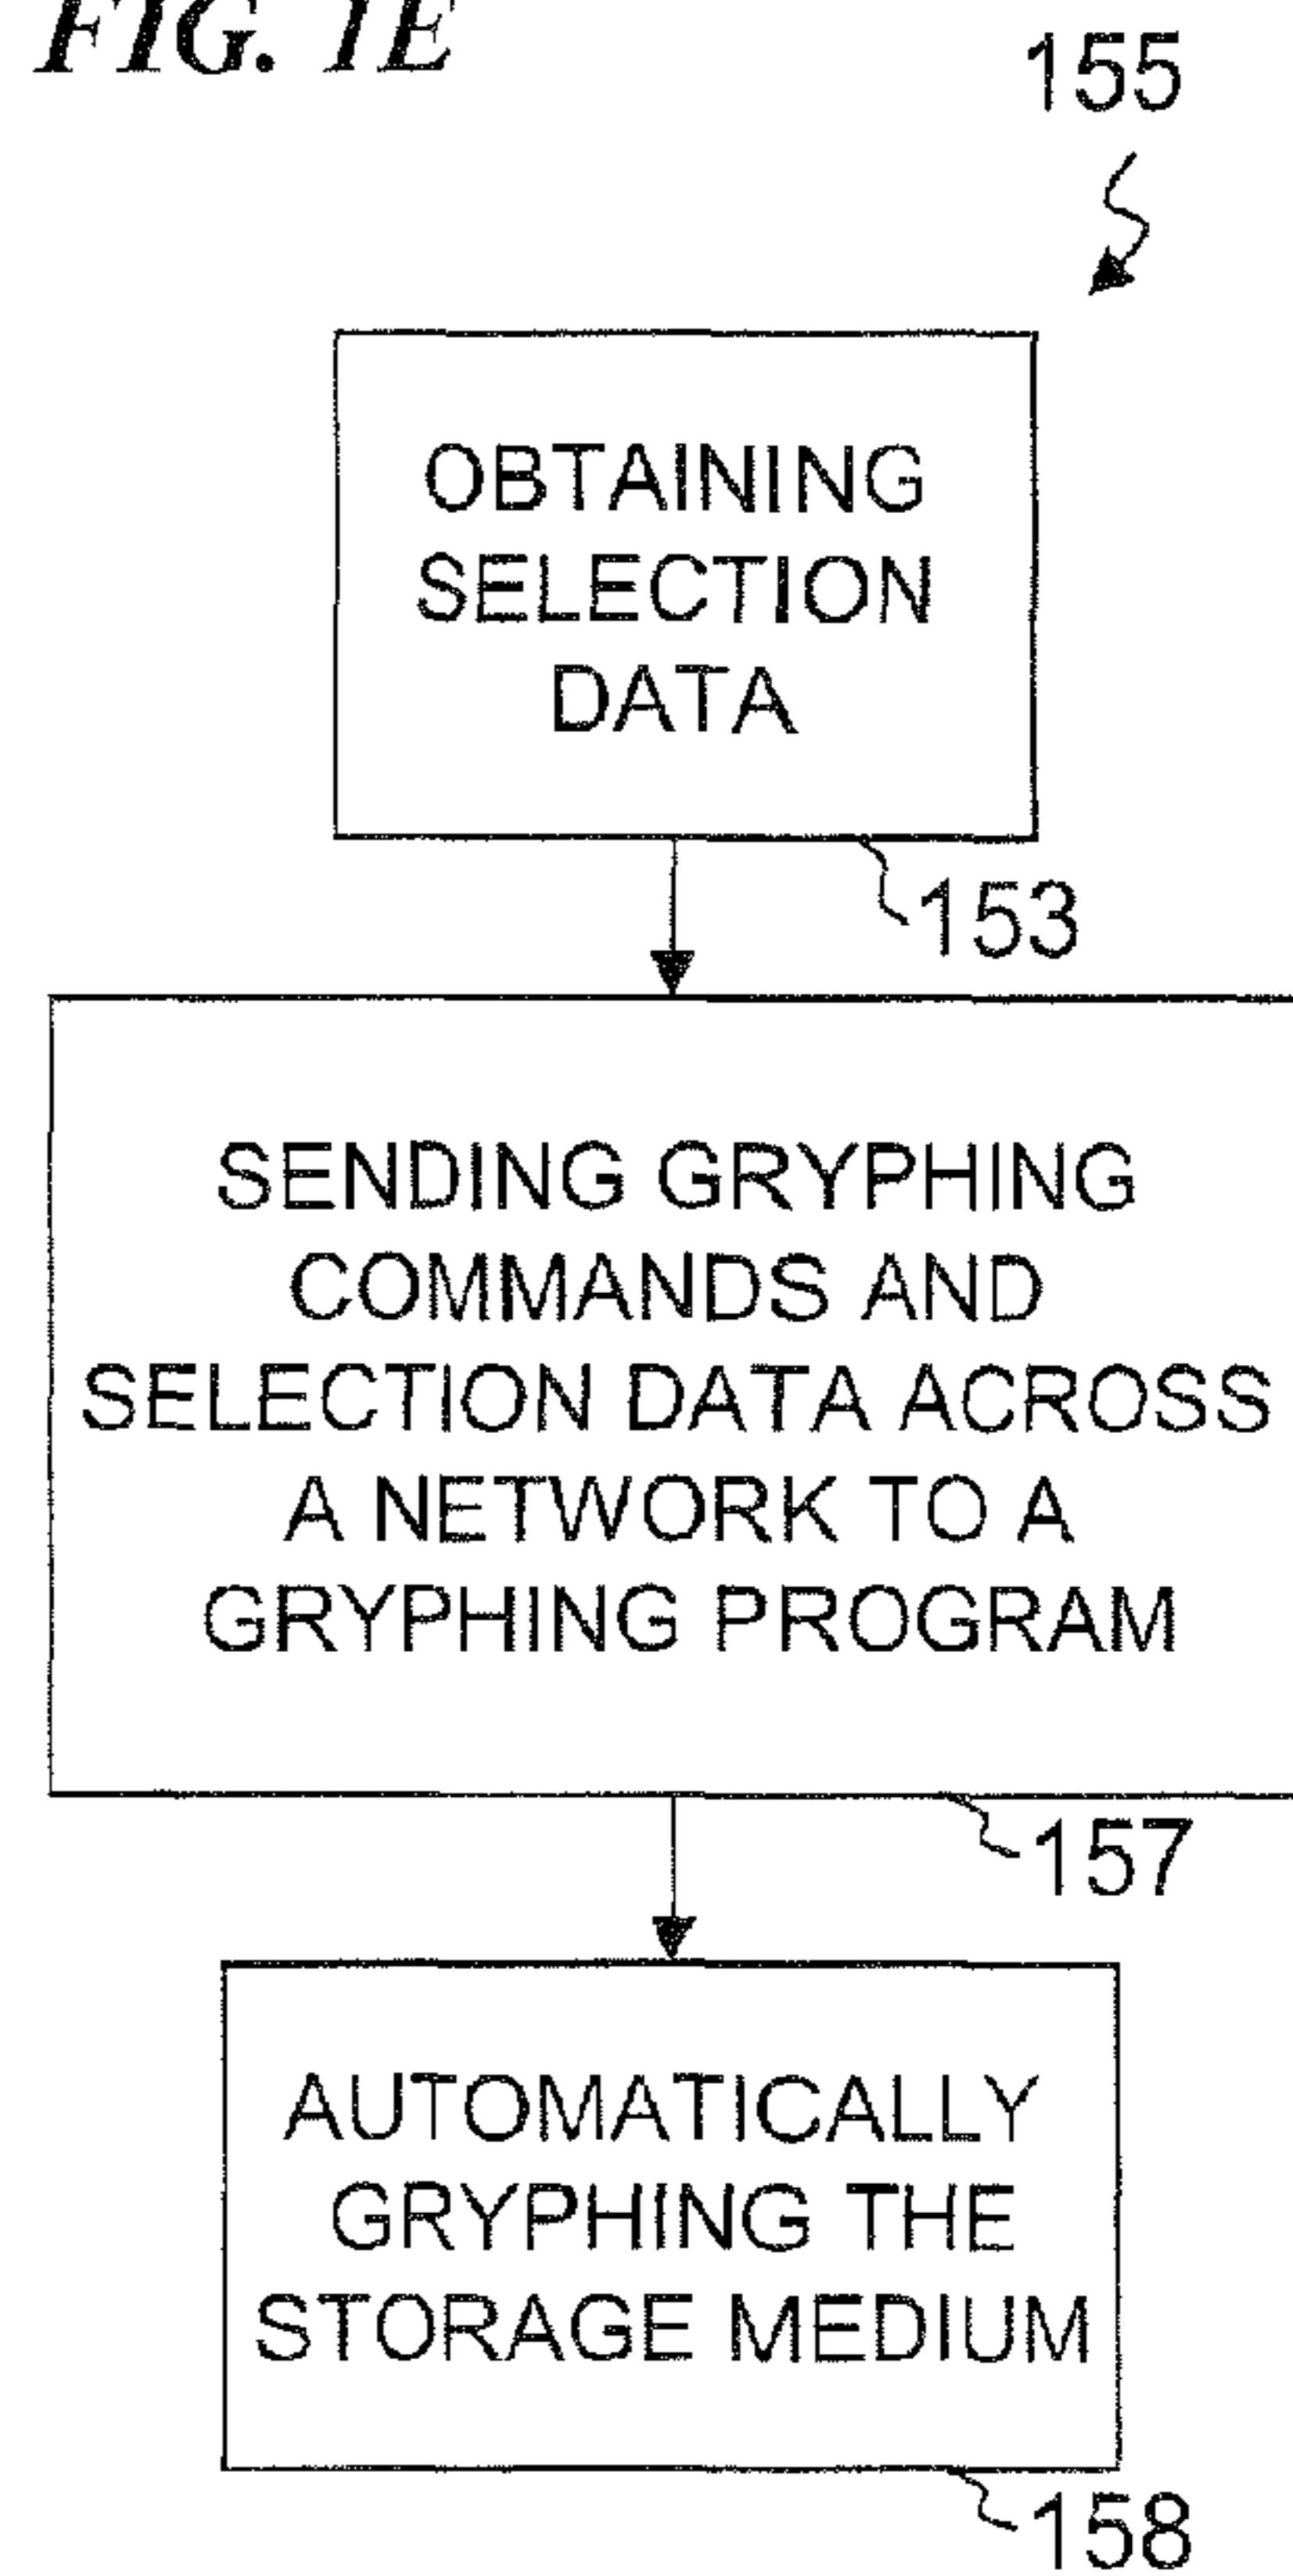 FIG. 1E
155
OBTAINING
SELECTION
DATA
153
SENDING GRYPHING
COMMANDS AND
SELECTION DATA ACROSS
A NETWORK TO A
GRYPHING PROGRAM
157
AUTOMATICALLY
GRYPHING THE
STORAGE MEDIUM
158